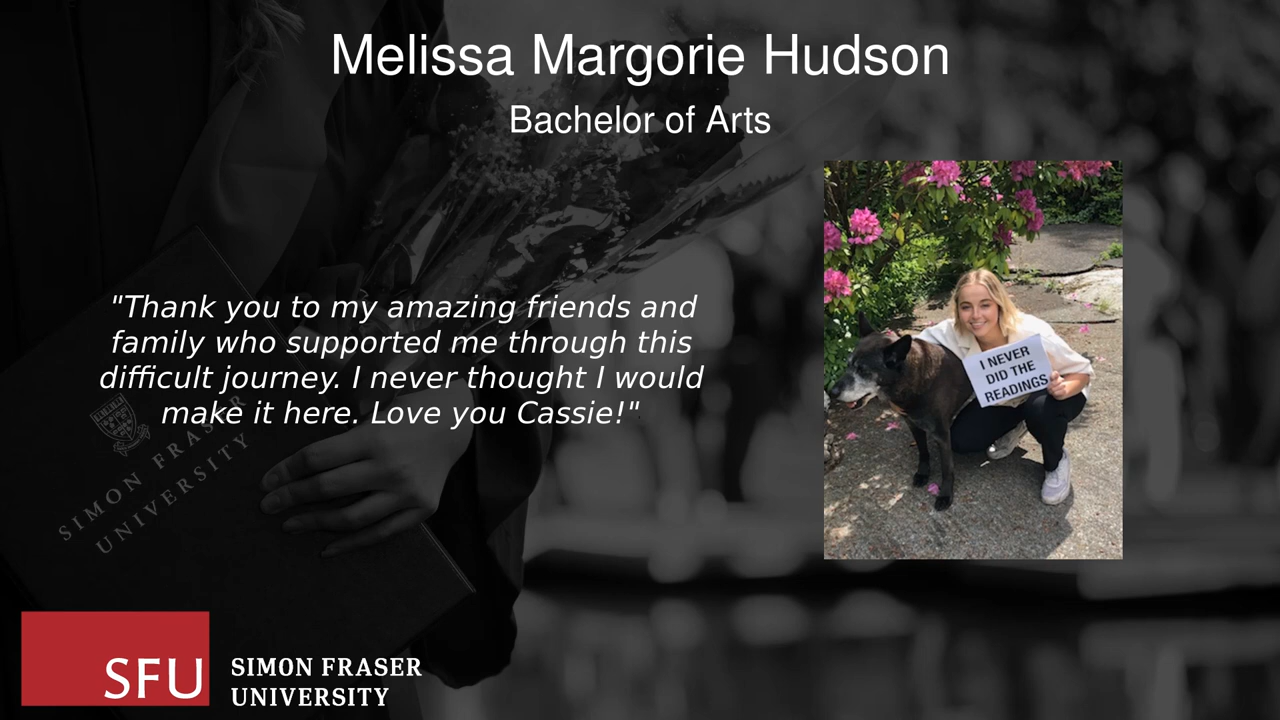 Melissa Margorie Hudson
Bachelor of Arts
"Thank you to my amazing friends and
family who supported me through this
difficult journey. I never thought I would
make it here. Love you Cassie!"
I NEVER
DID THE
READINGS
SIMON FRASER
UNIVERSITY
SFU
SIMON FRASER
UNIVERSITY